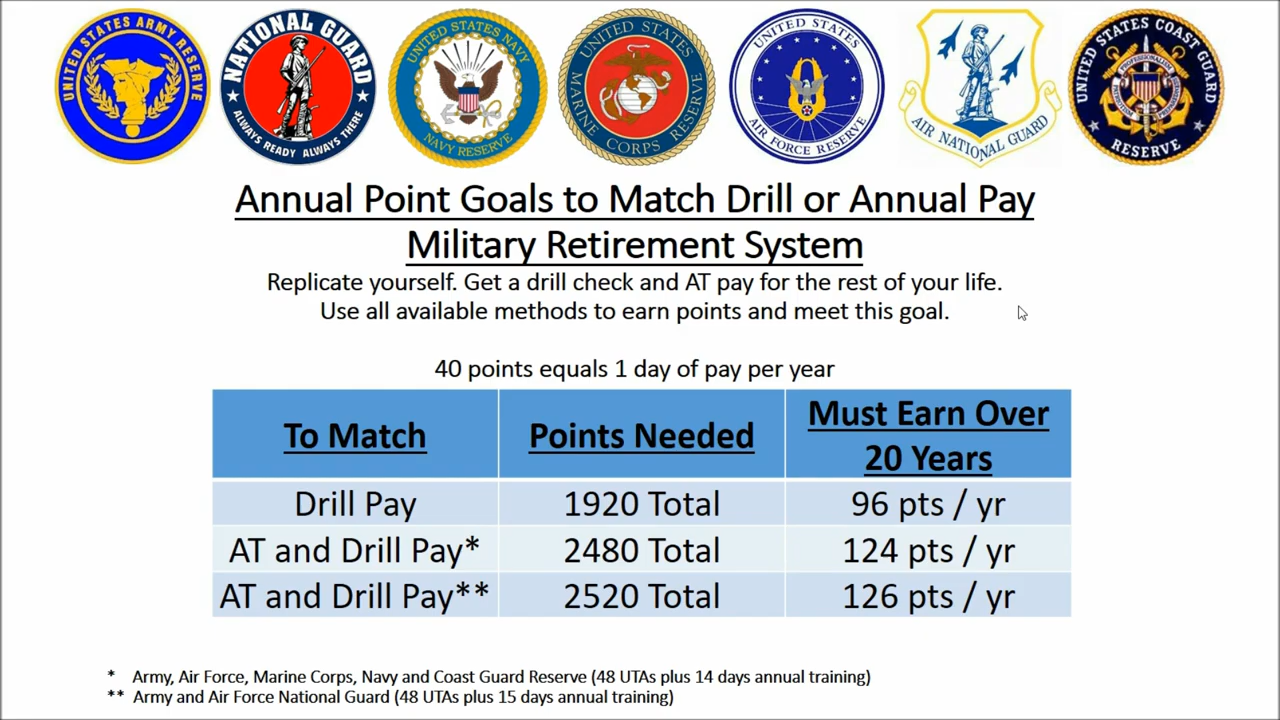 UNITED STATES ARMY RESERVE
NATIONAL GUARD
ALWAYS READY ALWAYS THERE
UNITED STATES NAVY
NAVY RESERVE
UNITED STATES
MARINE CORPS RESERVE
UNITED STATES
AIR FORCE RESERVE
AIR NATIONAL GUARD
UNITED STATES COAST GUARD
RESERVE
Annual Point Goals to Match Drill or Annual Pay
Military Retirement System
Replicate yourself. Get a drill check and AT pay for the rest of your life.
Use all available methods to earn points and meet this goal.
40 points equals 1 day of pay per year
To Match
Points Needed
Must Earn Over
20 Years
Drill Pay
1920 Total
96 pts / yr
AT and Drill Pay*
2480 Total
124 pts / yr
AT and Drill Pay**
2520 Total
126 pts / yr
* Army, Air Force, Marine Corps, Navy and Coast Guard Reserve (48 UTAs plus 14 days annual training)
** Army and Air Force National Guard (48 UTAs plus 15 days annual training)